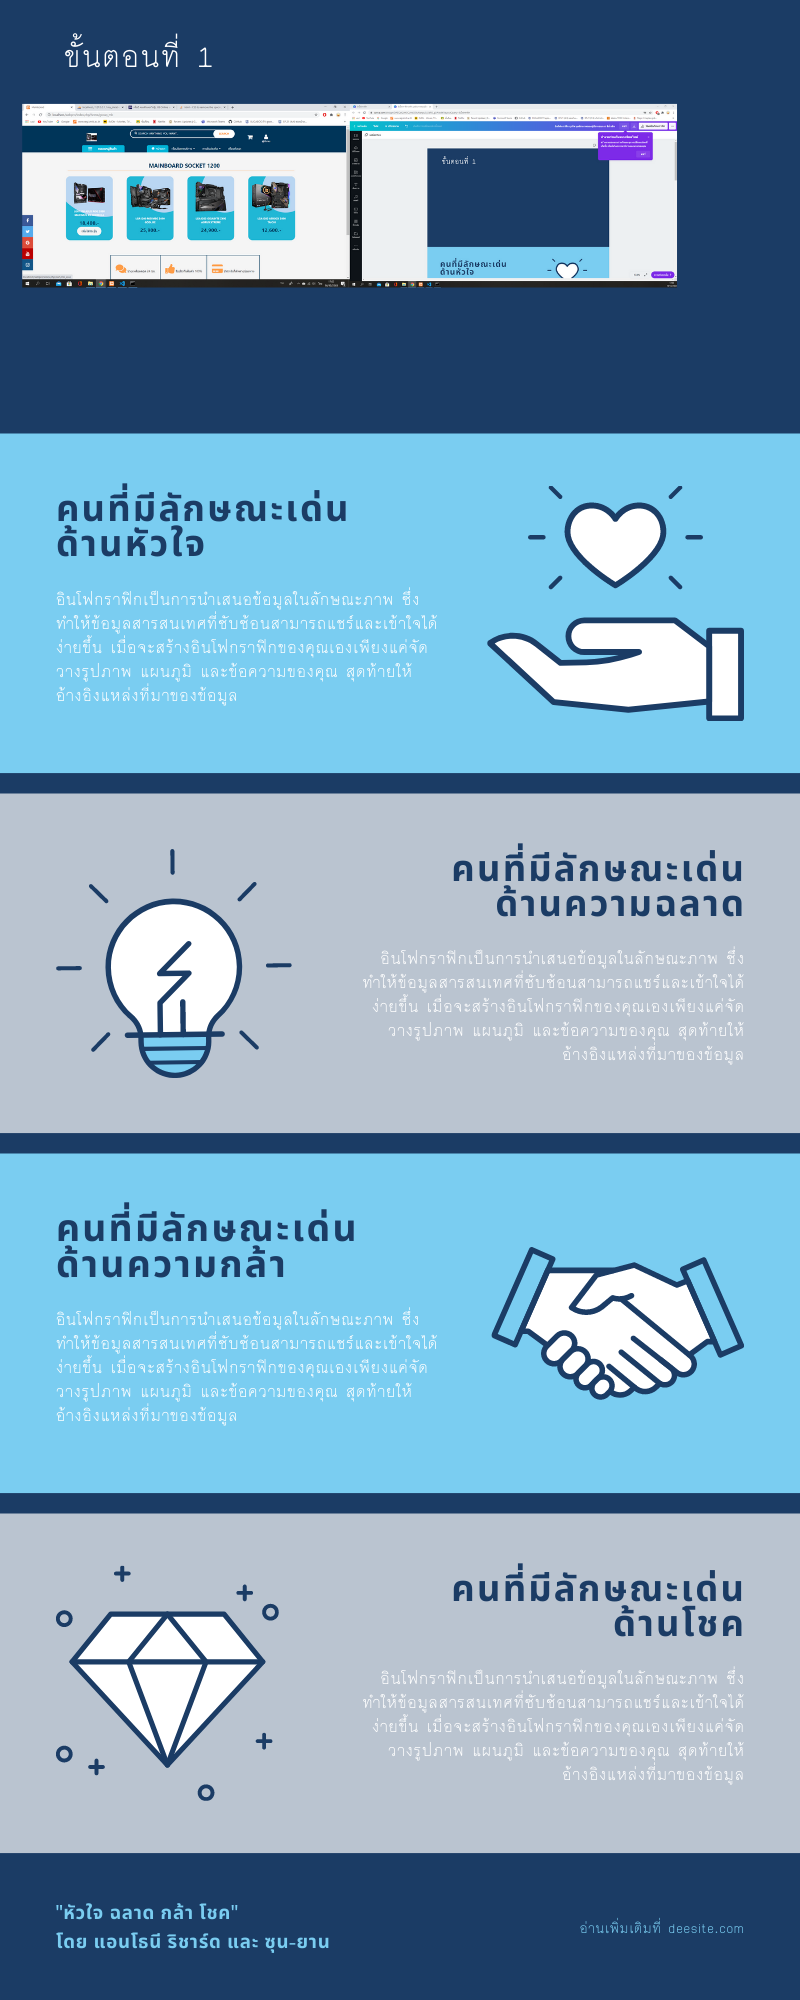 ขั้นตอนที่ 1
MAINBOARD SOCKET 1200
18,490.-
25,900.-
24,900.-
12,600.-
ขั้นตอนที่ 1
คนที่มีลักษณะเด่น
ด้านหัวใจ
คนที่มีลักษณะเด่น
ด้านหัวใจ
อินโฟกราฟิกเป็นการนำเสนอข้อมูลในลักษณะภาพ ซึ่ง
ทำให้ข้อมูลสารสนเทศที่ซับซ้อนสามารถแชร์และเข้าใจได้
ง่ายขึ้น เมื่อจะสร้างอินโฟกราฟิกของคุณเองเพียงแค่จัด
วางรูปภาพ แผนภูมิ และข้อความของคุณ สุดท้ายให้
อ้างอิงแหล่งที่มาของข้อมูล
คนที่มีลักษณะเด่น
ด้านความฉลาด
อินโฟกราฟิกเป็นการนำเสนอข้อมูลในลักษณะภาพ ซึ่ง
ทำให้ข้อมูลสารสนเทศที่ซับซ้อนสามารถแชร์และเข้าใจได้
ง่ายขึ้น เมื่อจะสร้างอินโฟกราฟิกของคุณเองเพียงแค่จัด
วางรูปภาพ แผนภูมิ และข้อความของคุณ สุดท้ายให้
อ้างอิงแหล่งที่มาของข้อมูล
คนที่มีลักษณะเด่น
ด้านความกล้า
อินโฟกราฟิกเป็นการนำเสนอข้อมูลในลักษณะภาพ ซึ่ง
ทำให้ข้อมูลสารสนเทศที่ซับซ้อนสามารถแชร์และเข้าใจได้
ง่ายขึ้น เมื่อจะสร้างอินโฟกราฟิกของคุณเองเพียงแค่จัด
วางรูปภาพ แผนภูมิ และข้อความของคุณ สุดท้ายให้
อ้างอิงแหล่งที่มาของข้อมูล
คนที่มีลักษณะเด่น
ด้านโชค
อินโฟกราฟิกเป็นการนำเสนอข้อมูลในลักษณะภาพ ซึ่ง
ทำให้ข้อมูลสารสนเทศที่ซับซ้อนสามารถแชร์และเข้าใจได้
ง่ายขึ้น เมื่อจะสร้างอินโฟกราฟิกของคุณเองเพียงแค่จัด
วางรูปภาพ แผนภูมิ และข้อความของคุณ สุดท้ายให้
อ้างอิงแหล่งที่มาของข้อมูล
"หัวใจ ฉลาด กล้า โชค"
โดย แอนโธนี ริชาร์ด และ ซุน-ยาน
อ่านเพิ่มเติมที่ deesite.com